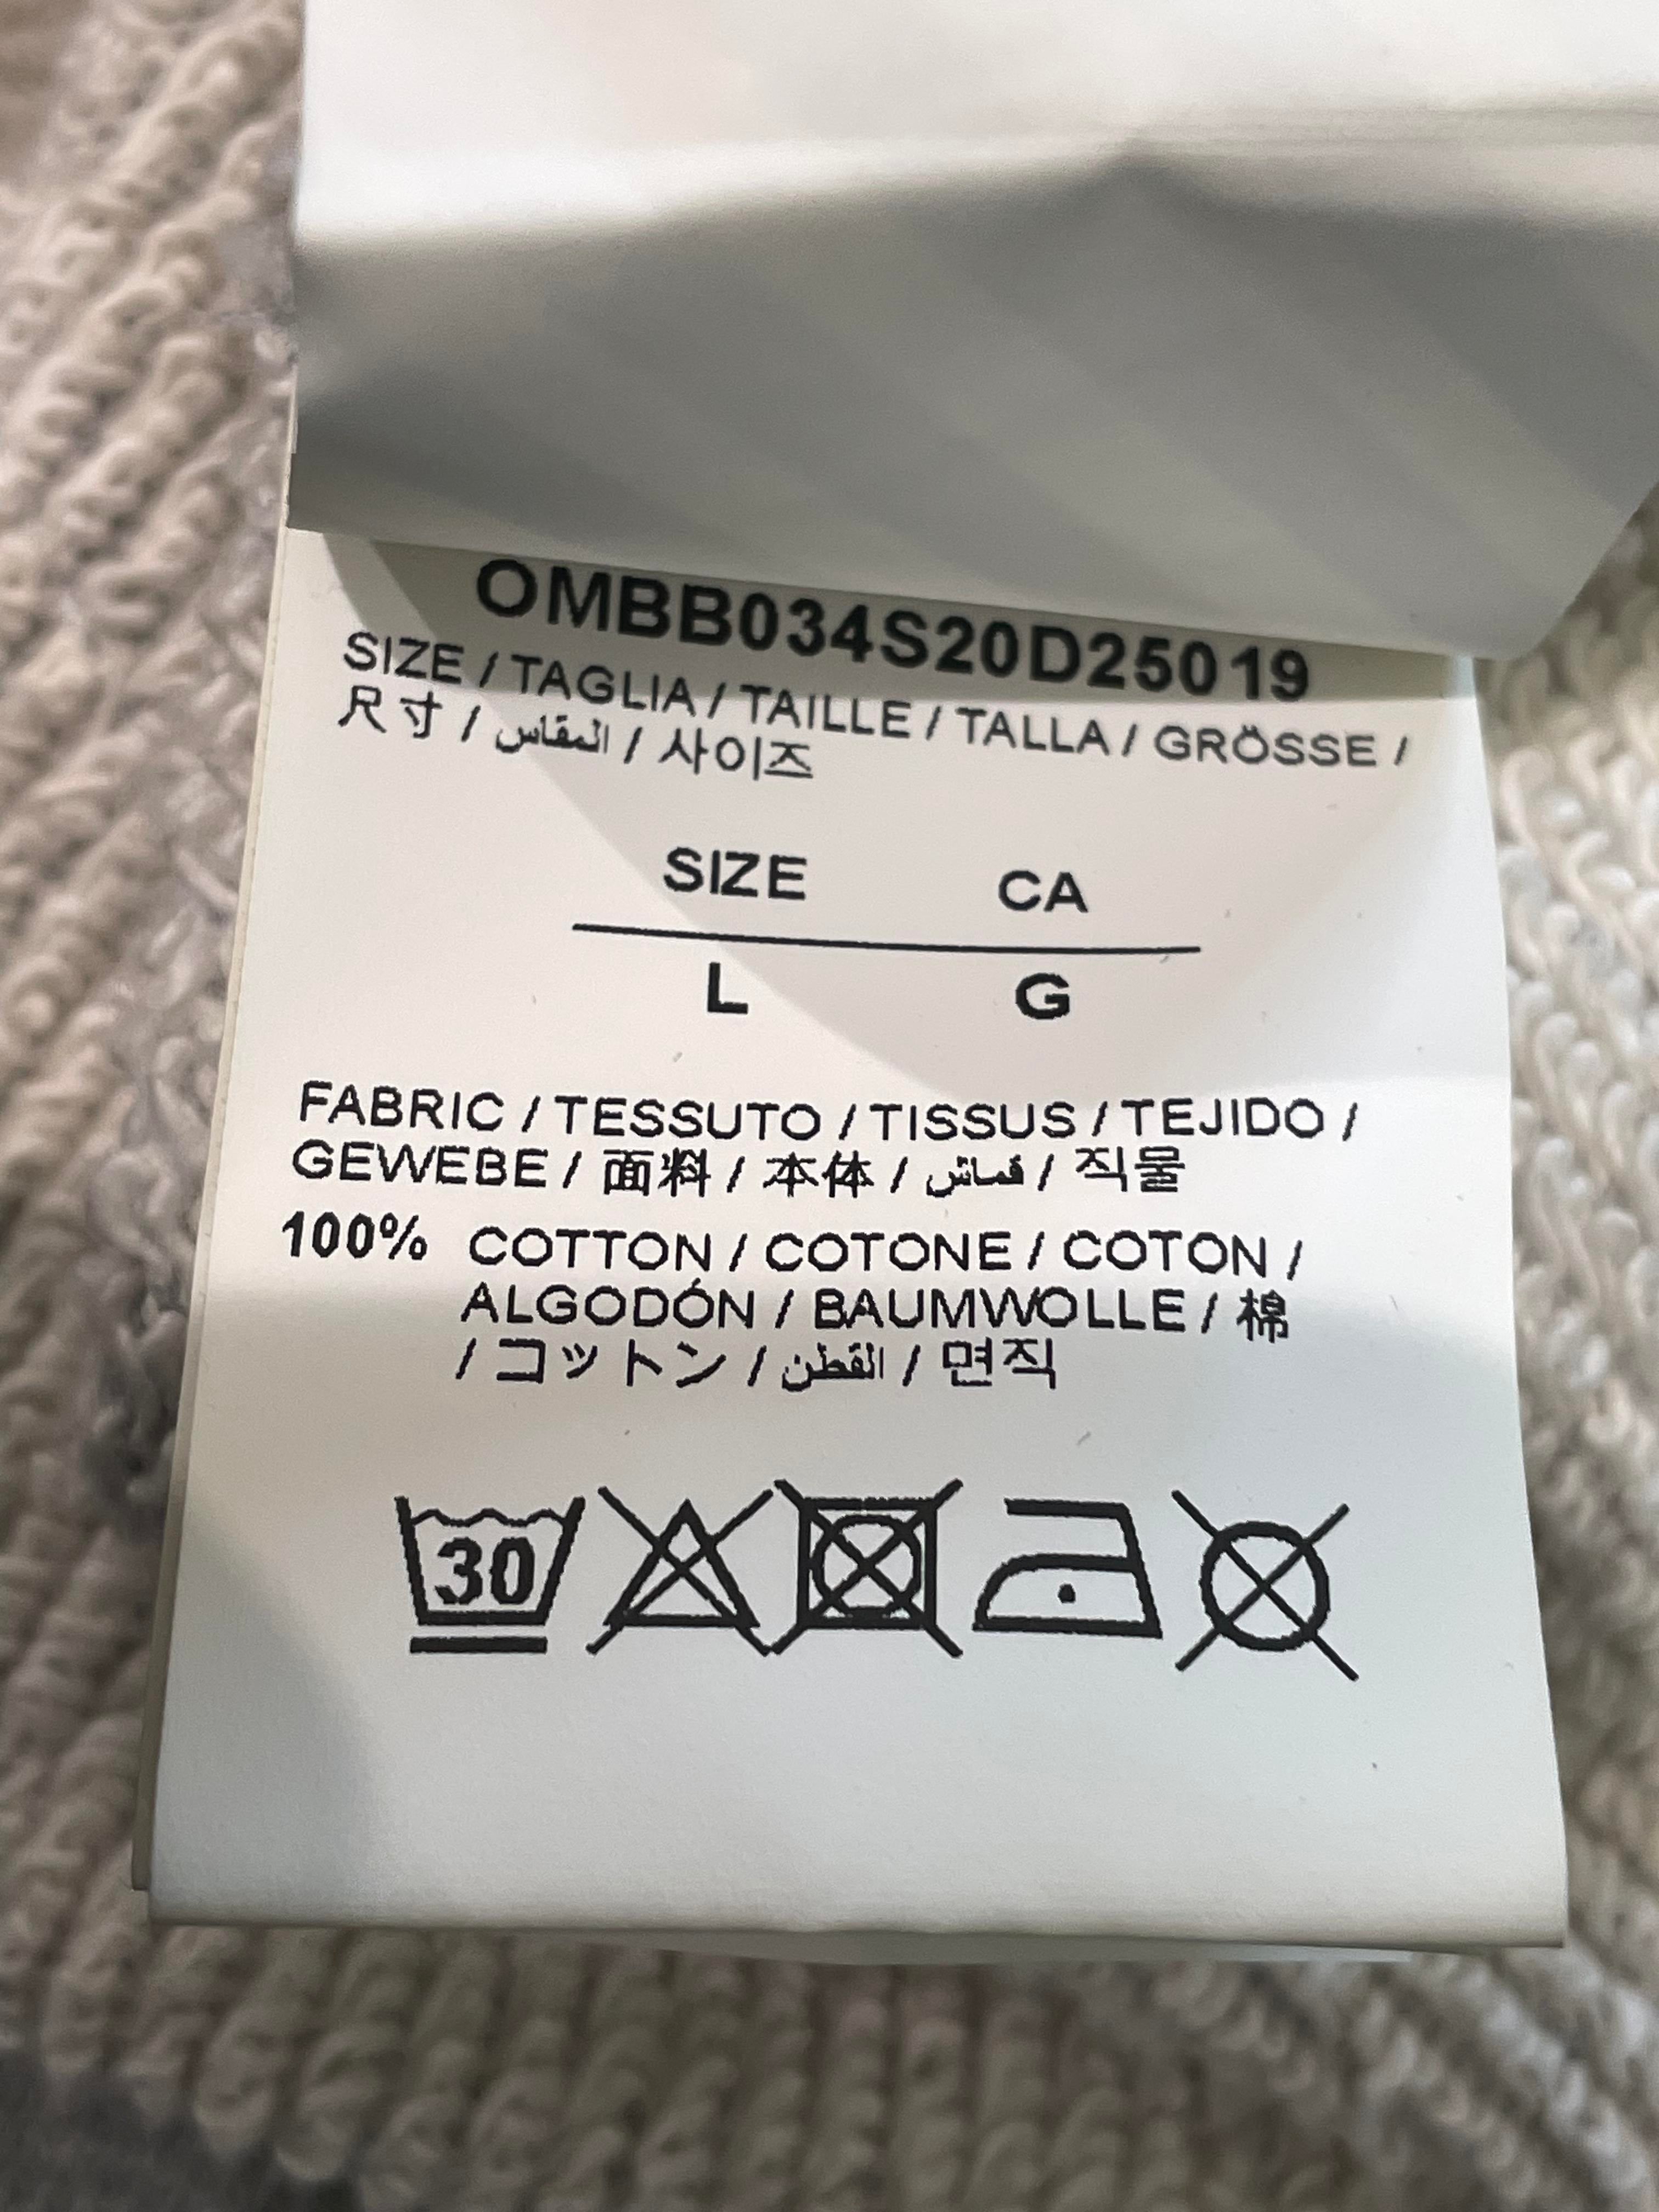 OMBB034S20D25019
SIZE / TAGLIA / TAILLE / TALLA / GRÖSSE /
尺寸 / المقاس / 사이즈
SIZE CA
L G
FABRIC / TESSUTO / TISSUS / TEJIDO /
GEWEBE / 面料 / 本体 / قماش / 직물
100% COTTON / COTONE / COTON /
ALGODÓN / BAUMWOLLE / 棉
/ コットン / القطن / 면직
30